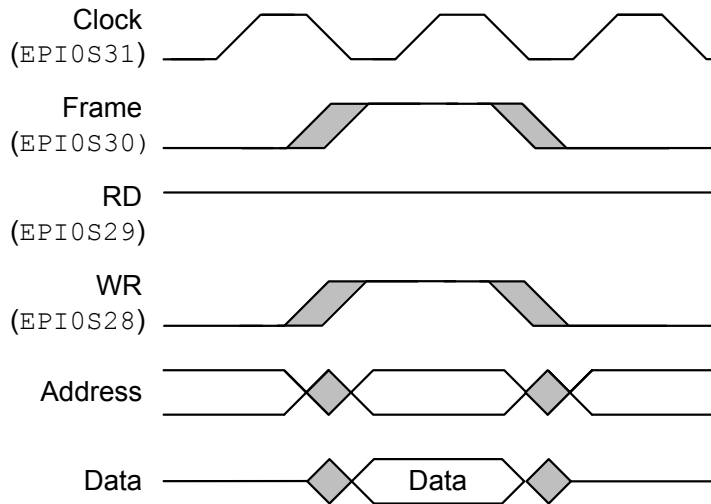 Clock
(EPI0S31)
Frame
(EPI0S30)
RD
(EPI0S29)
WR
(EPI0S28)
Address
Data
Data